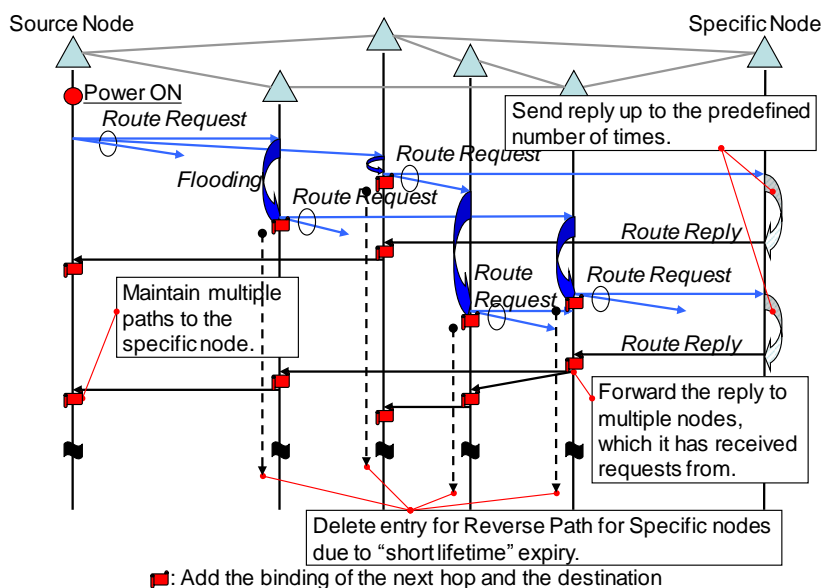 Source Node
Specific Node
Power ON
Route Request
Send reply up to the predefined
number of times.
Route Request
Flooding
Route Request
Route Reply
Route
Request
Route Request
Maintain multiple
paths to the
specific node.
Route Reply
Forward the reply to
multiple nodes,
which it has received
requests from.
Delete entry for Reverse Path for Specific nodes
due to “short lifetime” expiry.
: Add the binding of the next hop and the destination